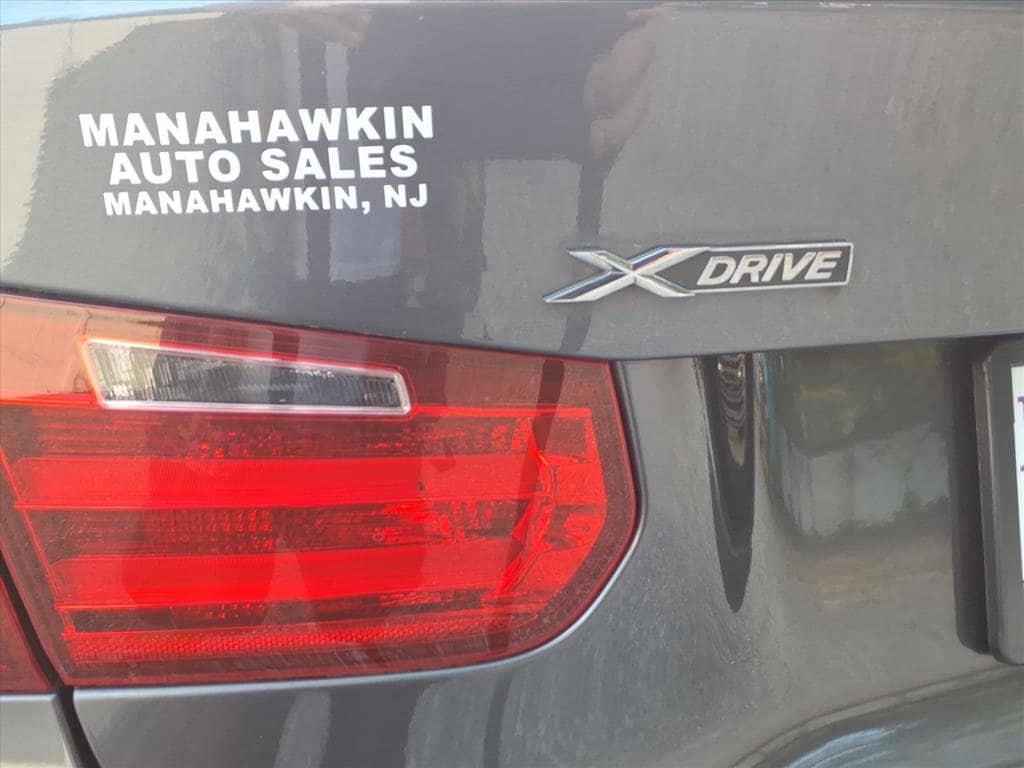 MANAHAWKIN
AUTO SALES
MANAHAWKIN, NJ
XDRIVE